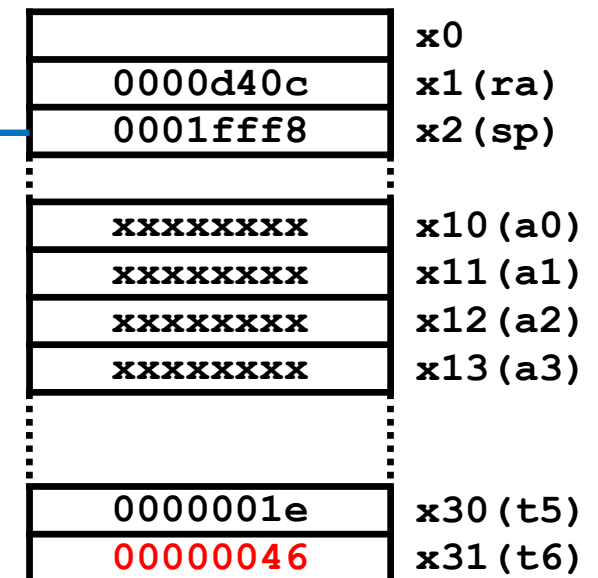 x0
0000d40c x1(ra)
0001fff8 x2(sp)
xxxxxxxx x10(a0)
xxxxxxxx x11(a1)
xxxxxxxx x12(a2)
xxxxxxxx x13(a3)
0000001e x30(t5)
00000046 x31(t6)